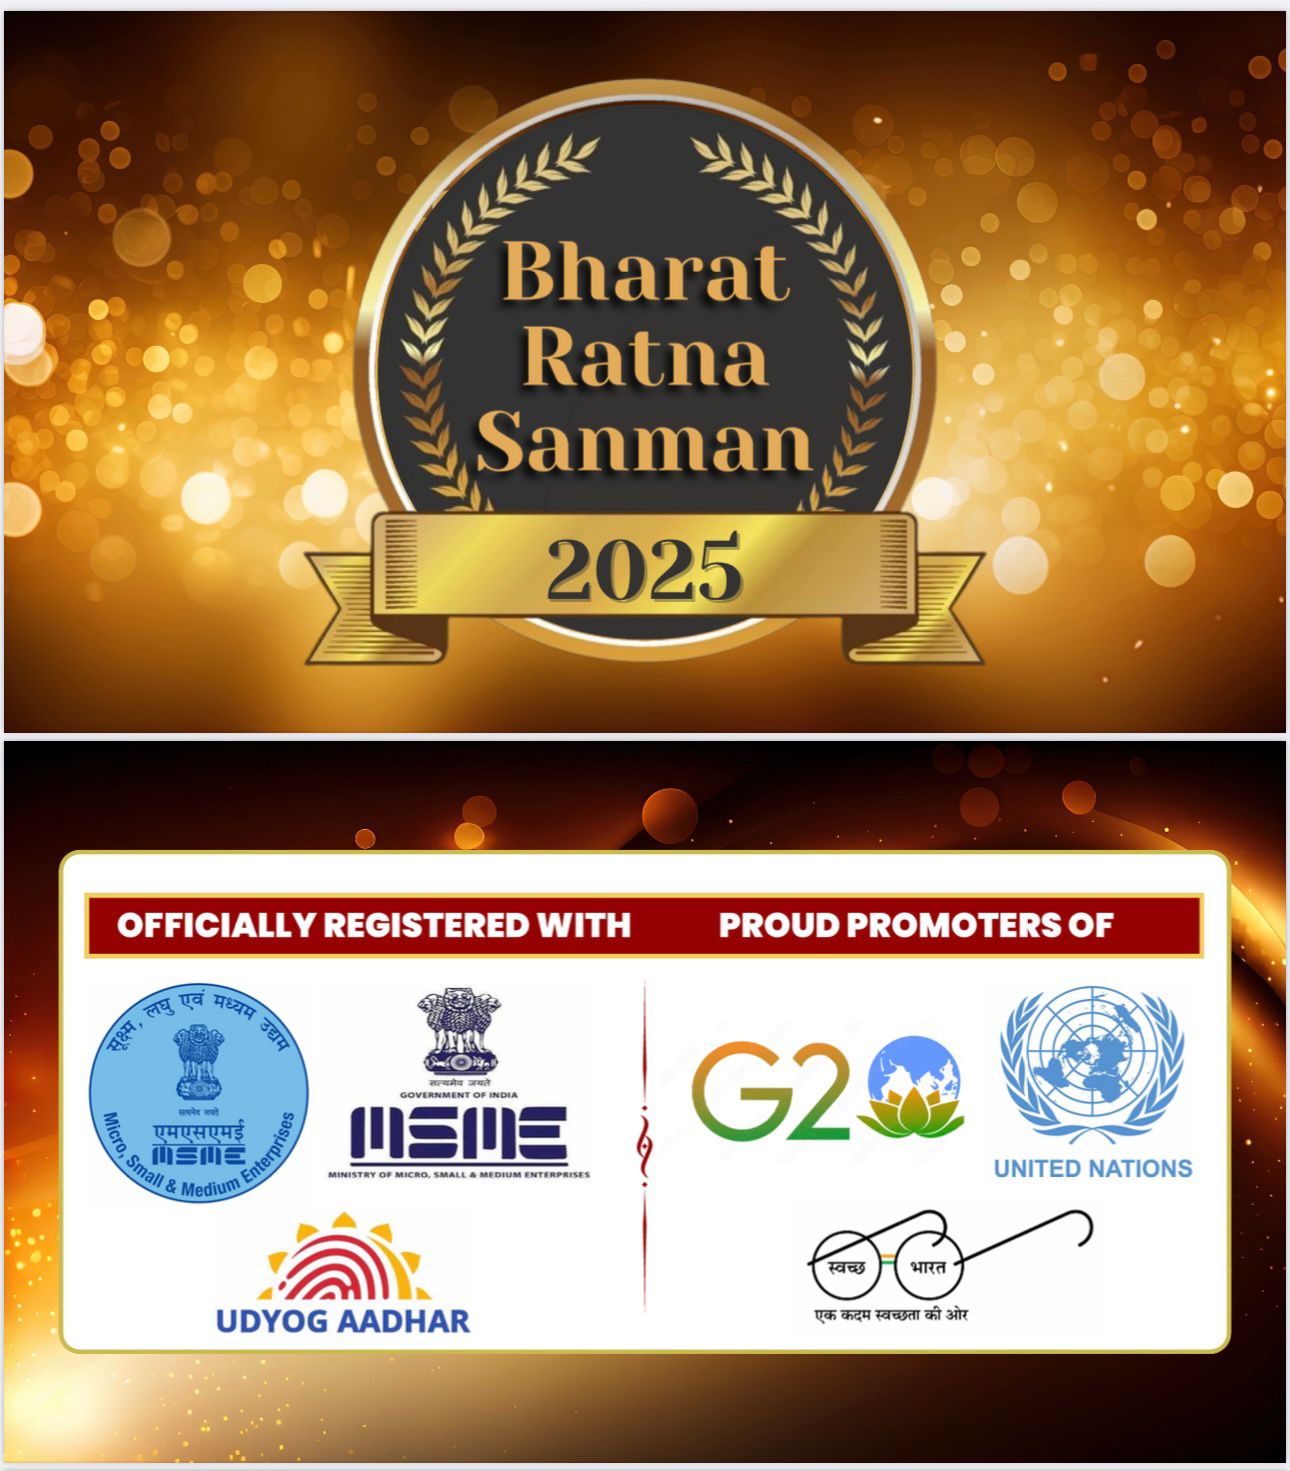 Bharat
Ratna
Sanman
2025
OFFICIALLY REGISTERED WITH
PROUD PROMOTERS OF
सूक्ष्म, लघु एवं मध्यम उद्यम
सत्यमेव जयते
एमएसएमई
MSME
Micro, Small & Medium Enterprises
सत्यमेव जयते
GOVERNMENT OF INDIA
MSME
MINISTRY OF MICRO, SMALL & MEDIUM ENTERPRISES
UDYOG AADHAR
G20
UNITED NATIONS
स्वच्छ भारत
एक कदम स्वच्छता की ओर